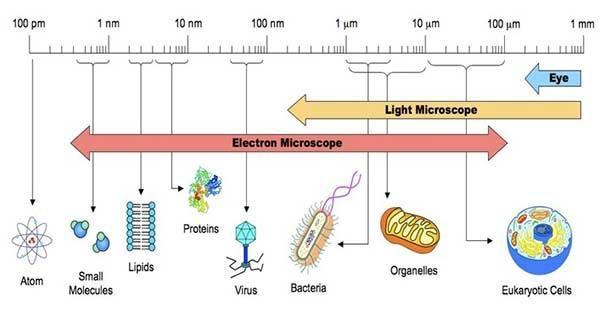 100 pm 1 nm 10 nm 100 nm 1 µm 10 µm 100 µm 1 mm
Eye
Light Microscope
Electron Microscope
Atom
Small
Molecules
Lipids
Proteins
Virus
Bacteria
Organelles
Eukaryotic Cells